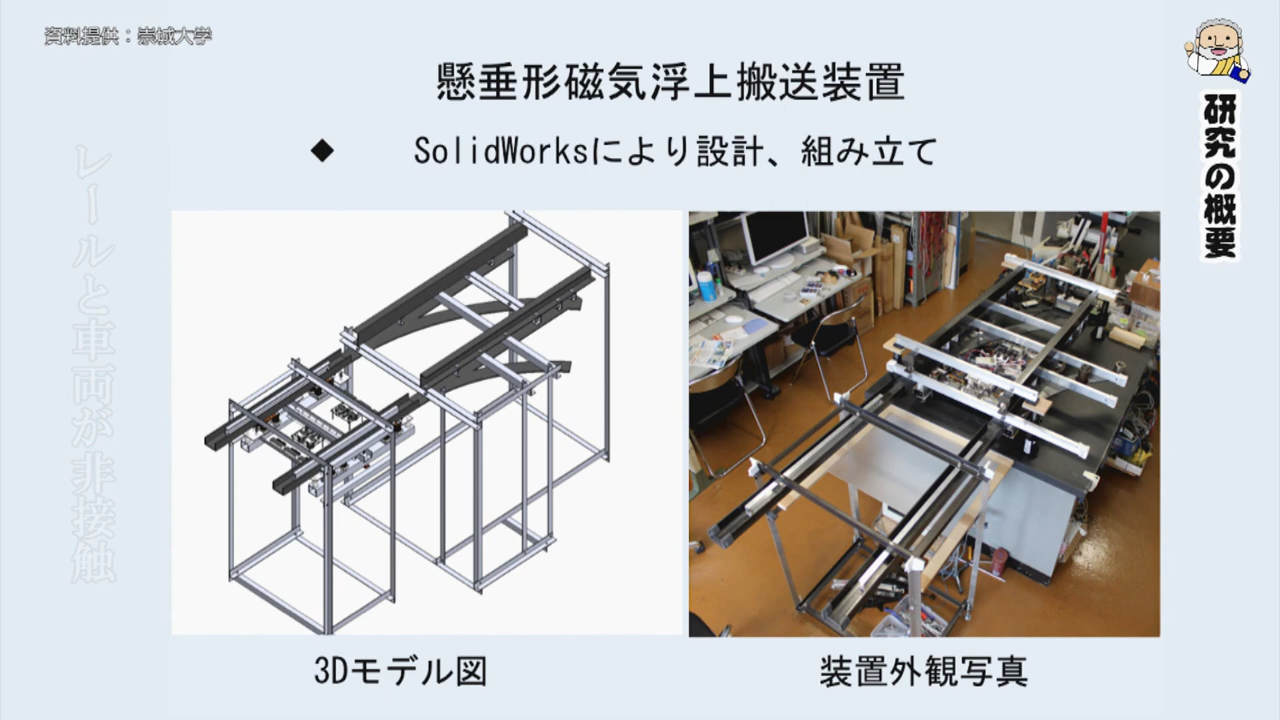 資料提供：崇城大学
懸垂形磁気浮上搬送装置
◆ SolidWorksにより設計、組み立て
研究の概要
レールと車両が非接触
3Dモデル図
装置外観写真